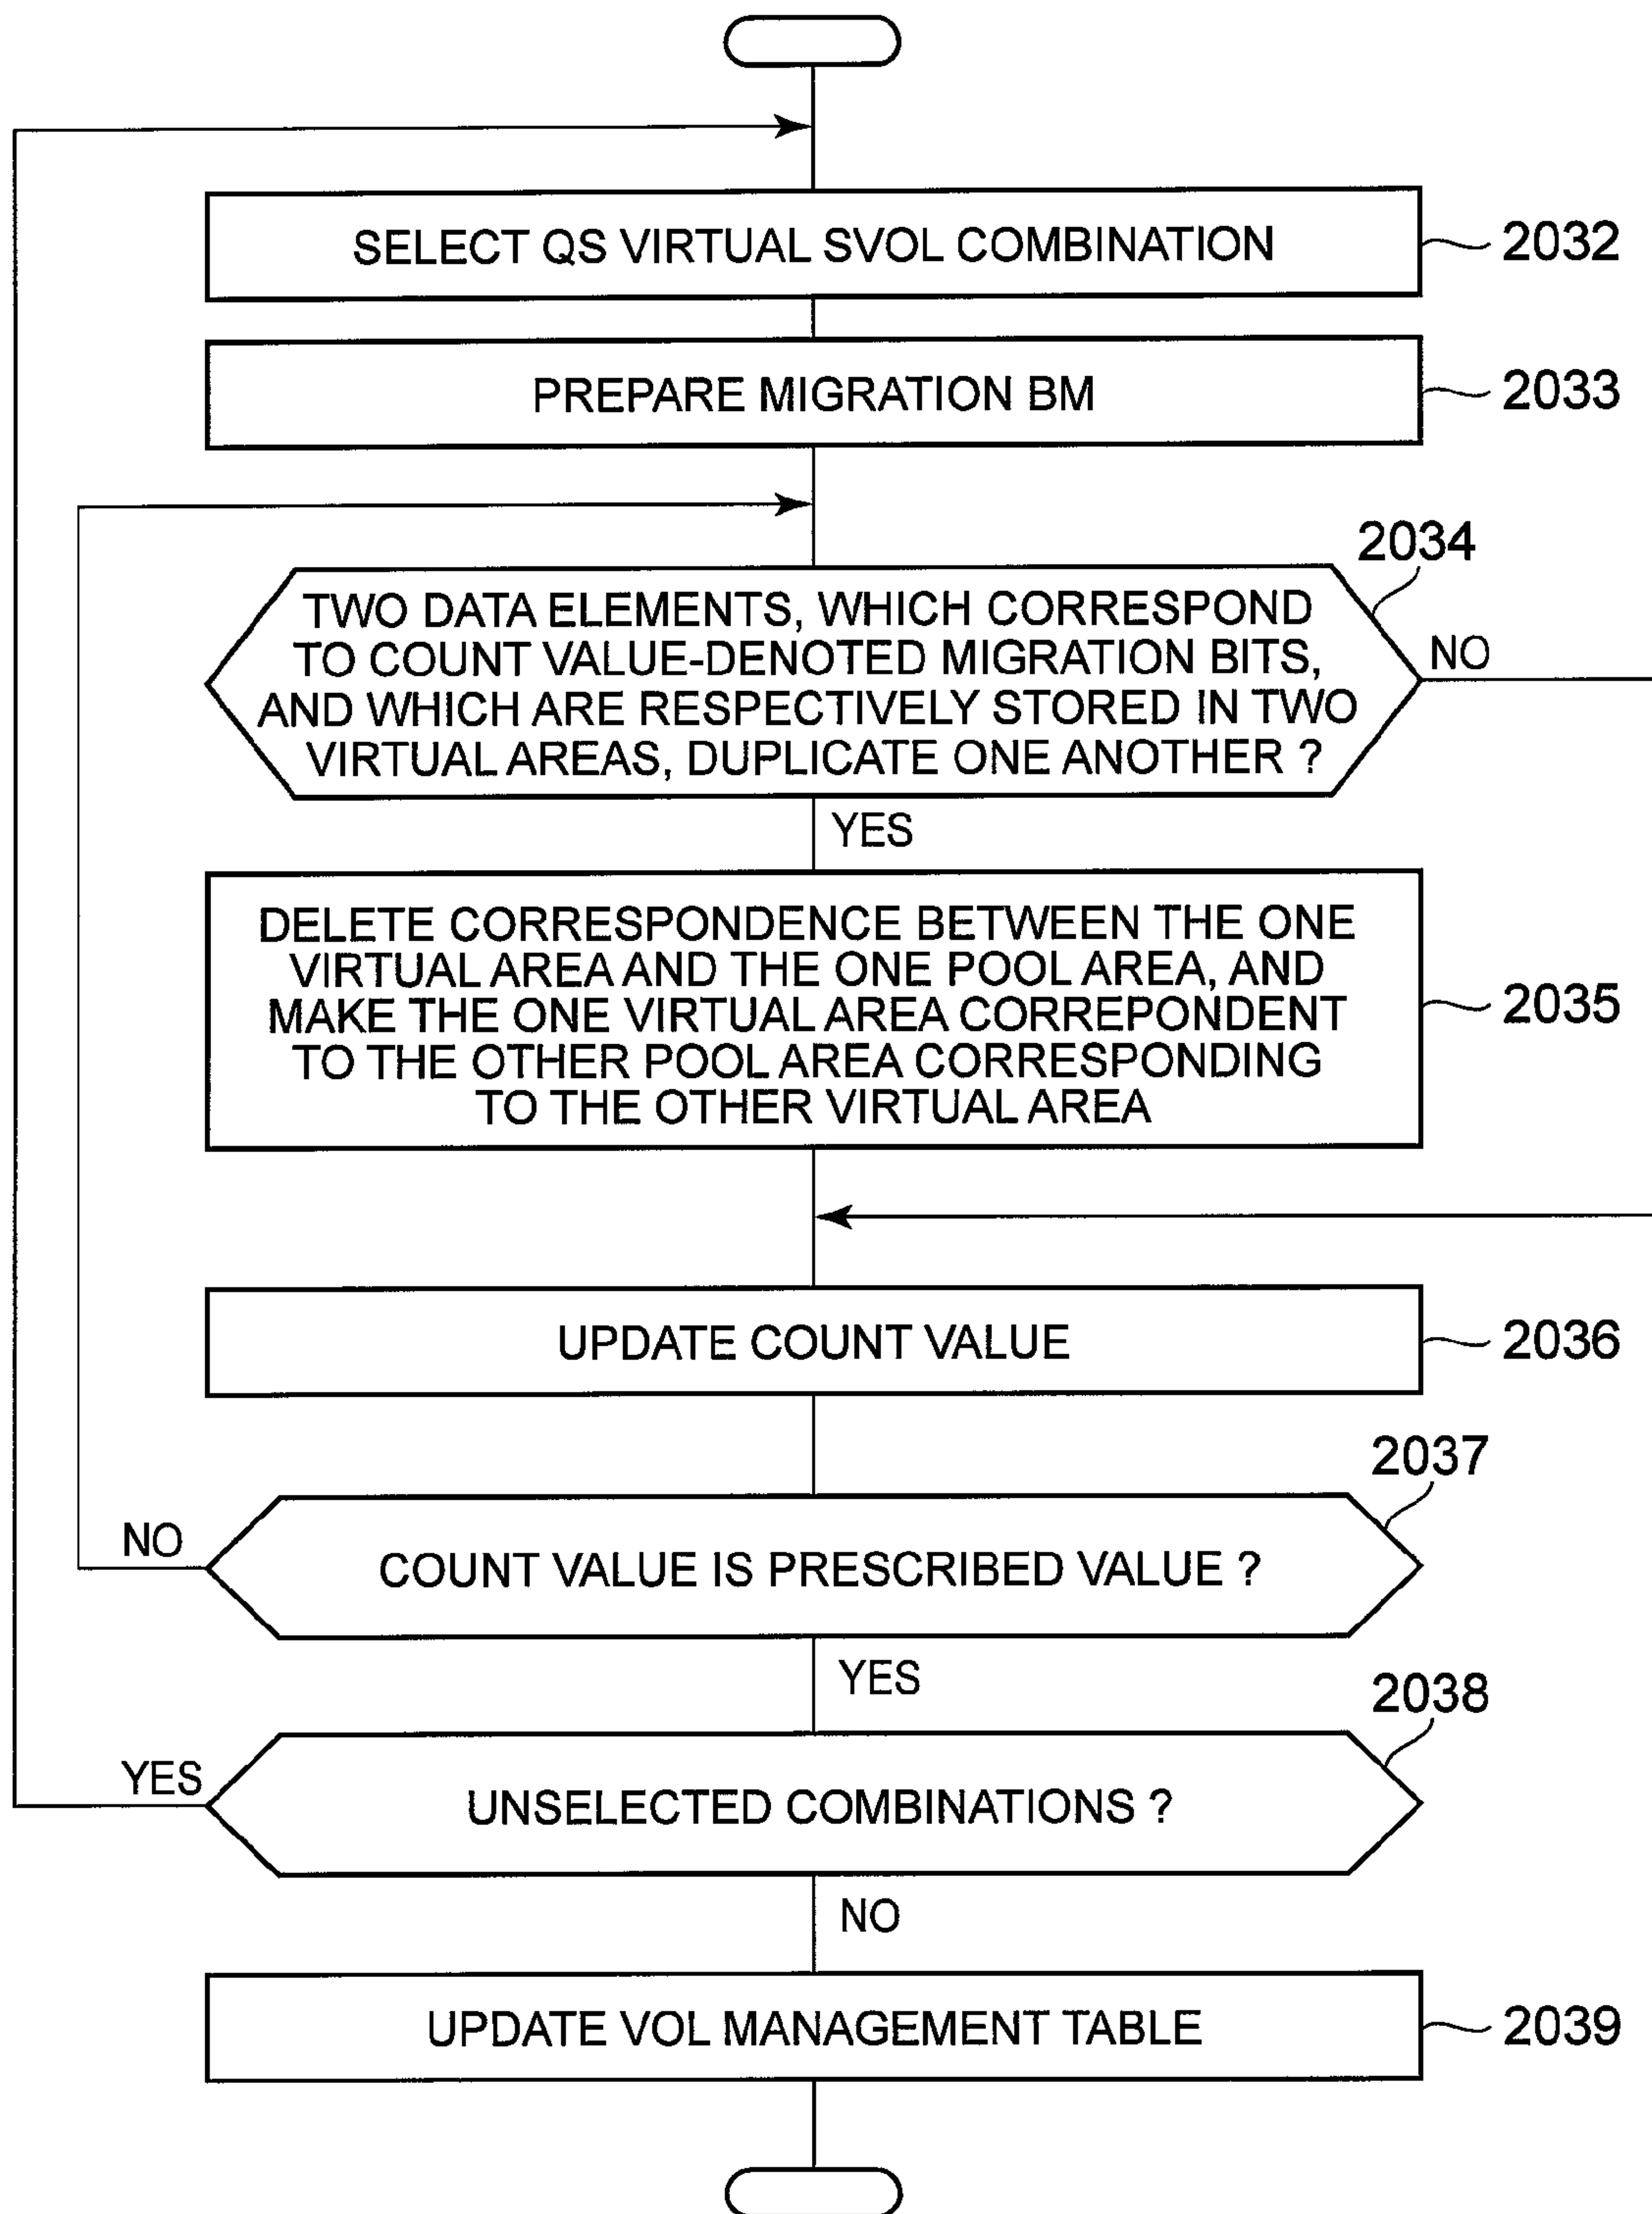 SELECT QS VIRTUAL SVOL COMBINATION
2032
PREPARE MIGRATION BM
2033
2034
TWO DATA ELEMENTS, WHICH CORRESPOND
TO COUNT VALUE-DENOTED MIGRATION BITS,
AND WHICH ARE RESPECTIVELY STORED IN TWO
VIRTUAL AREAS, DUPLICATE ONE ANOTHER ?
NO
YES
DELETE CORRESPONDENCE BETWEEN THE ONE
VIRTUAL AREA AND THE ONE POOL AREA, AND
MAKE THE ONE VIRTUAL AREA CORREPONDENT
TO THE OTHER POOL AREA CORRESPONDING
TO THE OTHER VIRTUAL AREA
2035
UPDATE COUNT VALUE
2036
2037
NO
COUNT VALUE IS PRESCRIBED VALUE ?
YES
2038
YES
UNSELECTED COMBINATIONS ?
NO
UPDATE VOL MANAGEMENT TABLE
2039